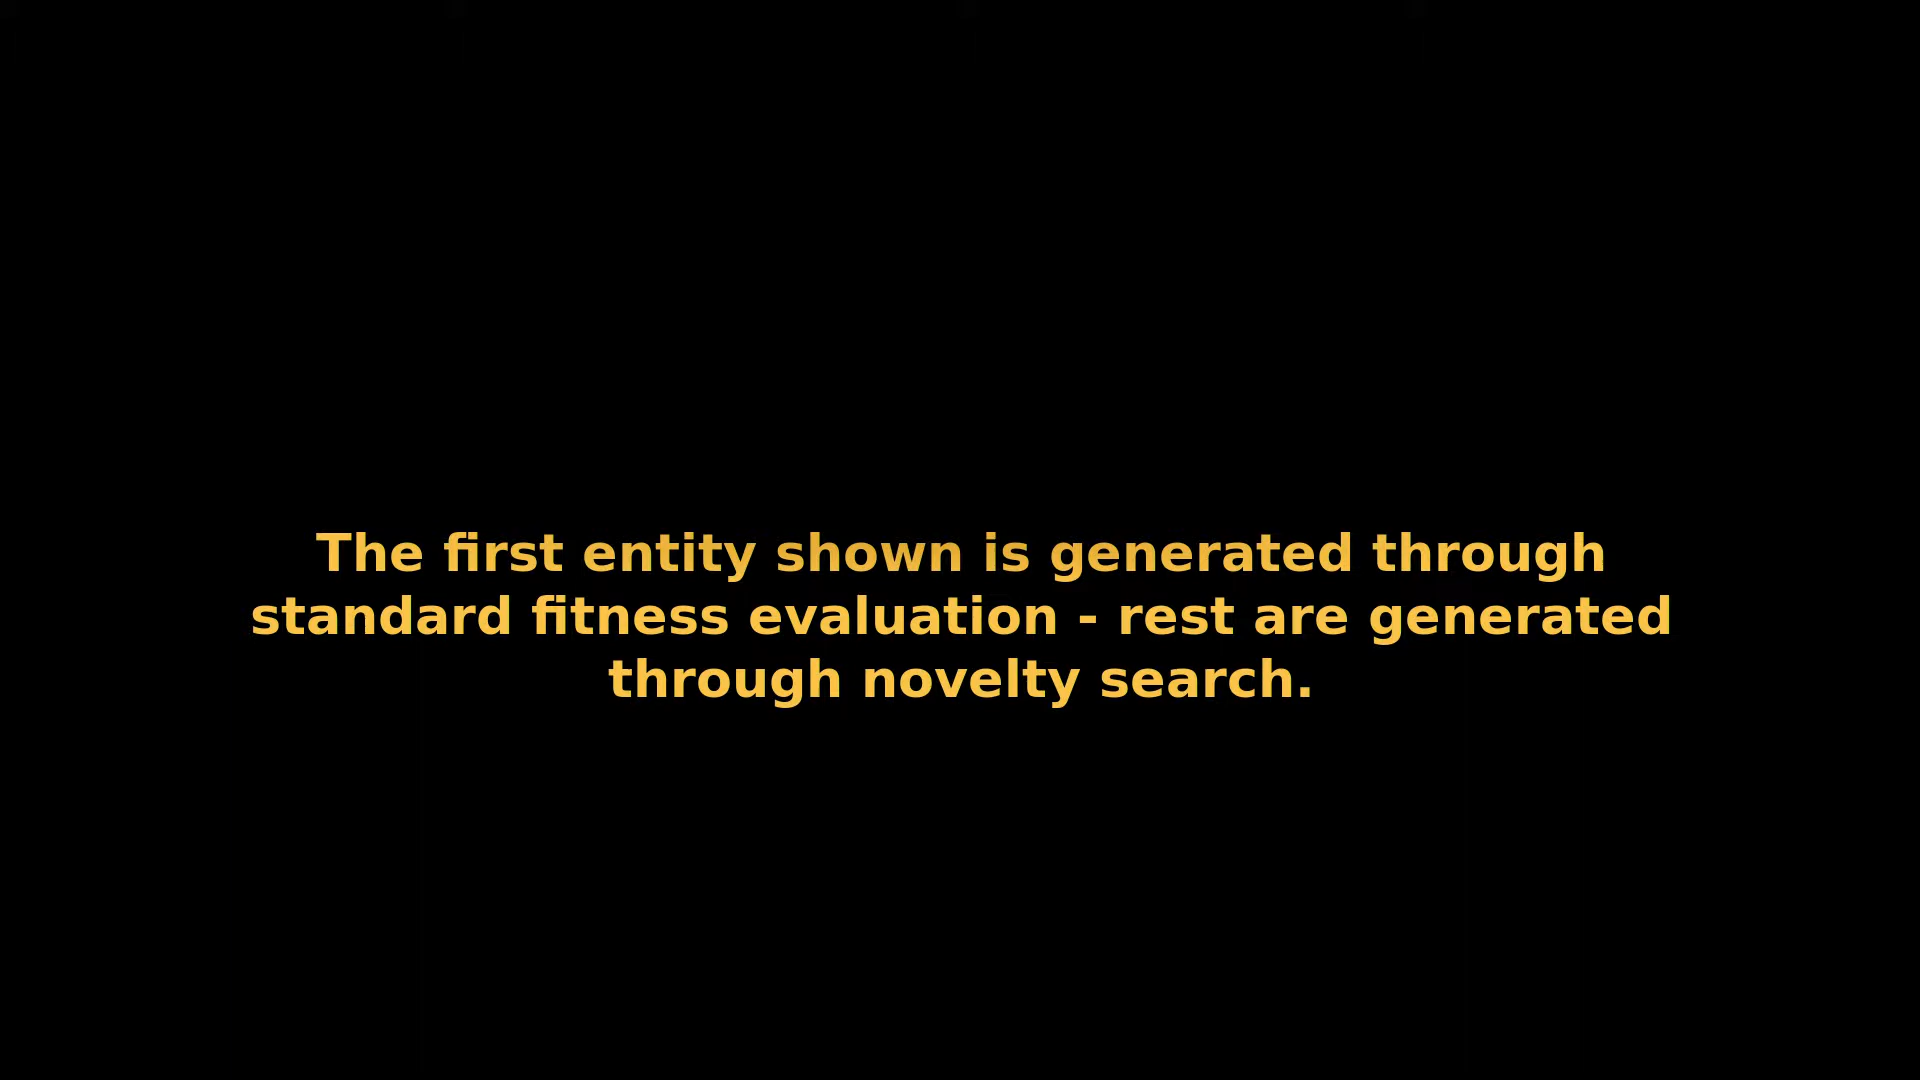 The first entity shown is generated through
standard fitness evaluation - rest are generated
through novelty search.